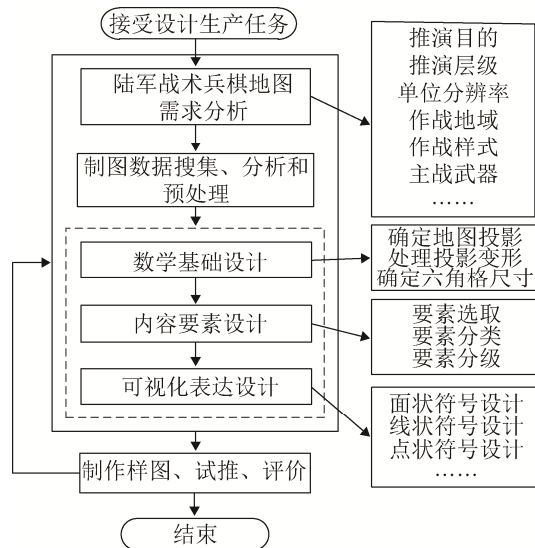 接受设计生产任务
陆军战术兵棋地图
需求分析
制图数据搜集、分析和
预处理
数学基础设计
内容要素设计
可视化表达设计
制作样图、试推、评价
结束
推演目的
推演层级
单位分辨率
作战地域
作战样式
主战武器
……
确定地图投影
处理投影变形
确定六角格尺寸
要素选取
要素分类
要素分级
面状符号设计
线状符号设计
点状符号设计
……